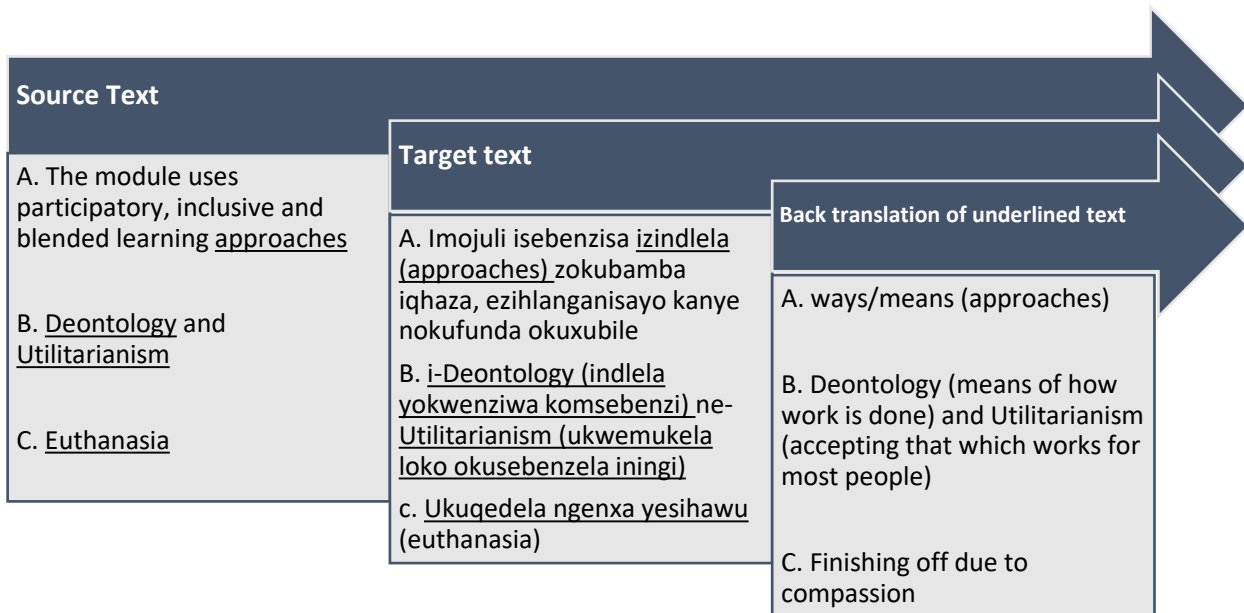 Source Text
A. The module uses
participatory, inclusive and
blended learning approaches
B. Deontology and
Utilitarianism
C. Euthanasia
Target text
A. Imojuli isebenzisa izindlela
(approaches) zokubamba
iqhaza, ezihlanganisayo kanye
nokufunda okuxubile
B. i-Deontology (indlela
yokwenziwa komsebenzi) ne-
Utilitarianism (ukwemukela
loko okusebenzela iningi)
c. Ukuqedela ngenxa yesihawu
(euthanasia)
Back translation of underlined text
A. ways/means (approaches)
B. Deontology (means of how
work is done) and Utilitarianism
(accepting that which works for
most people)
C. Finishing off due to
compassion